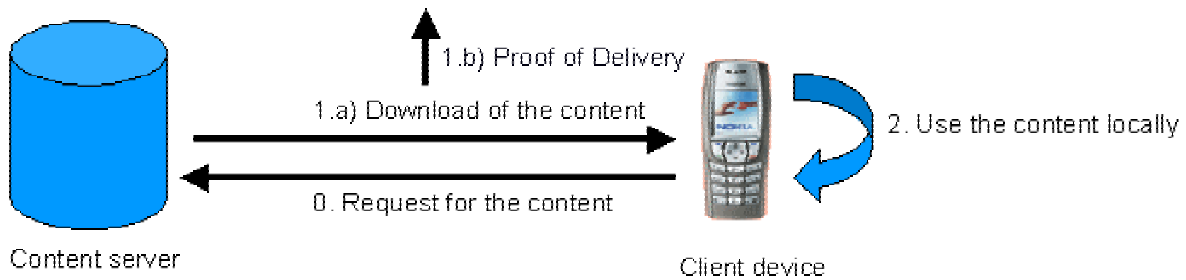 1.b) Proof of Delivery
1.a) Download of the content
NOKIA
2. Use the content locally
0. Request for the content
Content server
Client device